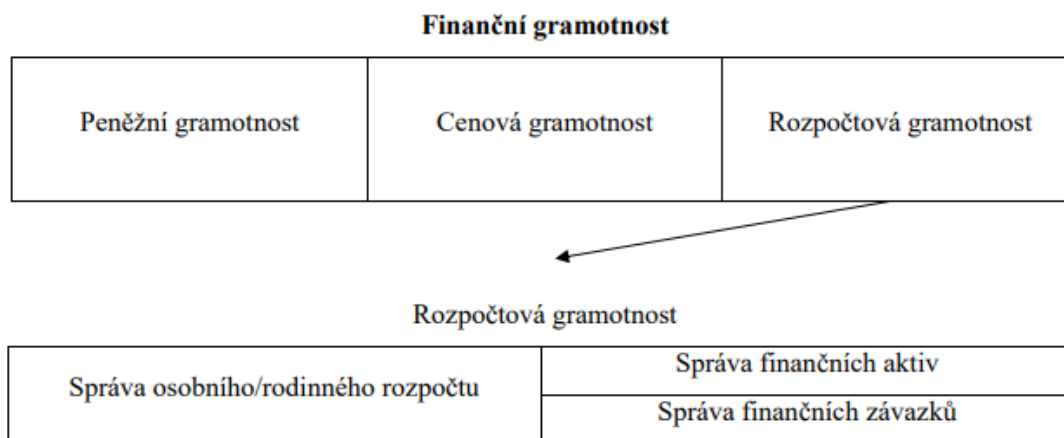 Finanční gramotnost
Peněžní gramotnost
Cenová gramotnost
Rozpočtová gramotnost
Rozpočtová gramotnost
Správa osobního/rodinného rozpočtu
Správa finančních aktiv
Správa finančních závazků